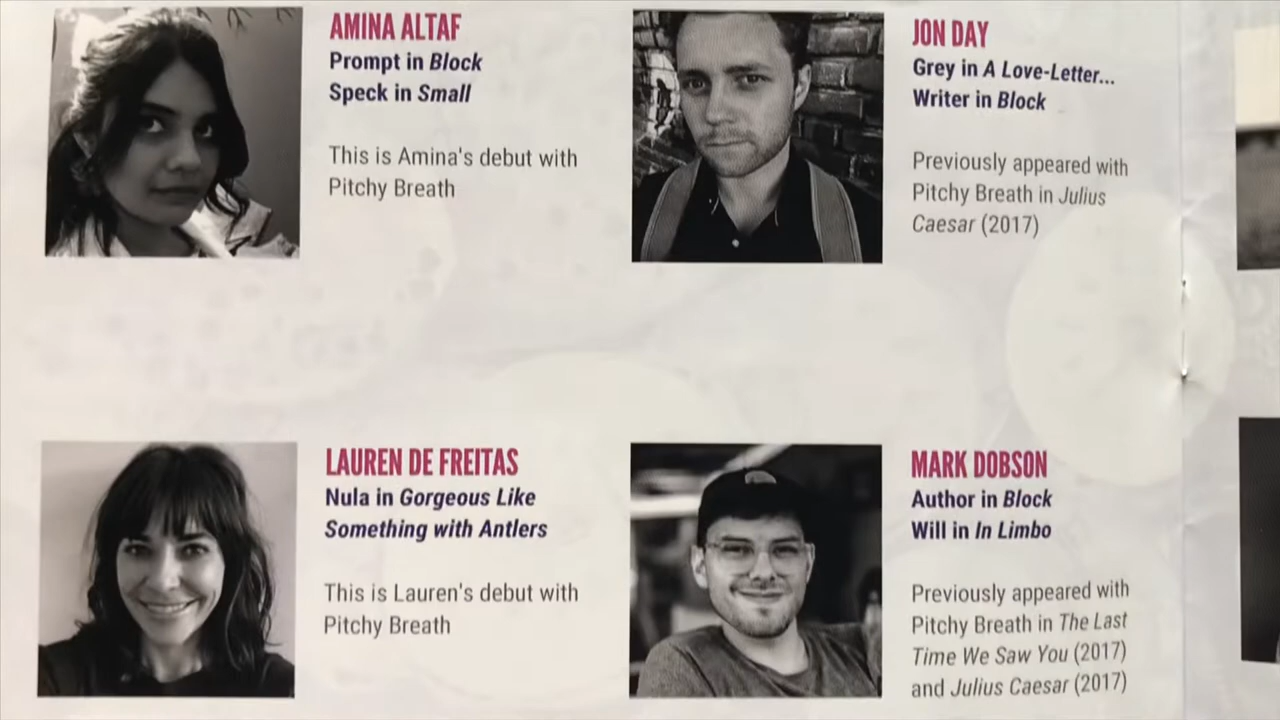 AMINA ALTAF
Prompt in Block
Speck in Small
This is Amina's debut with
Pitchy Breath
JON DAY
Grey in A Love-Letter...
Writer in Block
Previously appeared with
Pitchy Breath in Julius
Caesar (2017)
LAUREN DE FREITAS
Nula in Gorgeous Like
Something with Antlers
This is Lauren's debut with
Pitchy Breath
MARK DOBSON
Author in Block
Will in In Limbo
Previously appeared with
Pitchy Breath in The Last
Time We Saw You (2017)
and Julius Caesar (2017)